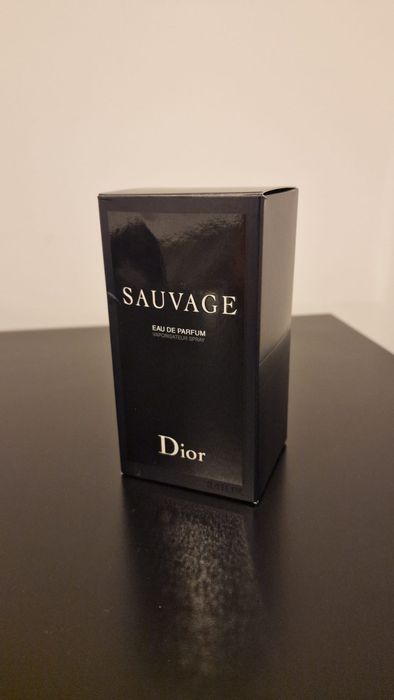 SAUVAGE
EAU DE PARFUM
VAPORISATEUR SPRAY
Dior